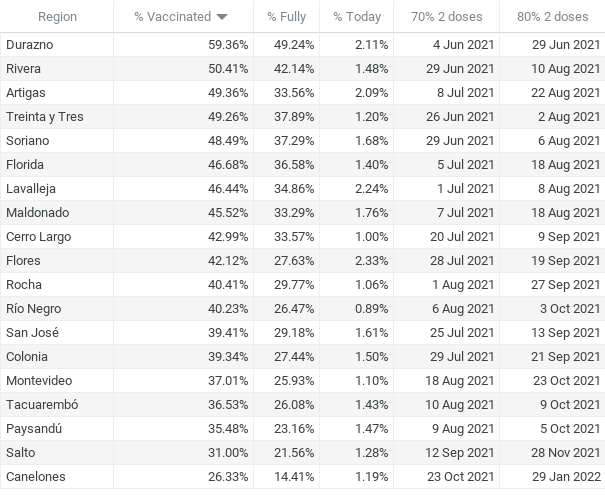 Region % Vaccinated % Fully % Today 70% 2 doses 80% 2 doses
Durazno 59.36% 49.24% 2.11% 4 Jun 2021 29 Jun 2021
Rivera 50.41% 42.14% 1.48% 29 Jun 2021 10 Aug 2021
Artigas 49.36% 33.56% 2.09% 8 Jul 2021 22 Aug 2021
Treinta y Tres 49.26% 37.89% 1.20% 26 Jun 2021 2 Aug 2021
Soriano 48.49% 37.29% 1.68% 29 Jun 2021 6 Aug 2021
Florida 46.68% 36.58% 1.40% 5 Jul 2021 18 Aug 2021
Lavalleja 46.44% 34.86% 2.24% 1 Jul 2021 8 Aug 2021
Maldonado 45.52% 33.29% 1.76% 7 Jul 2021 18 Aug 2021
Cerro Largo 42.99% 33.57% 1.00% 20 Jul 2021 9 Sep 2021
Flores 42.12% 27.63% 2.33% 28 Jul 2021 19 Sep 2021
Rocha 40.41% 29.77% 1.06% 1 Aug 2021 27 Sep 2021
Río Negro 40.23% 26.47% 0.89% 6 Aug 2021 3 Oct 2021
San José 39.41% 29.18% 1.61% 25 Jul 2021 13 Sep 2021
Colonia 39.34% 27.44% 1.50% 29 Jul 2021 21 Sep 2021
Montevideo 37.01% 25.93% 1.10% 18 Aug 2021 23 Oct 2021
Tacuarembó 36.53% 26.08% 1.43% 10 Aug 2021 9 Oct 2021
Paysandú 35.48% 23.16% 1.47% 9 Aug 2021 5 Oct 2021
Salto 31.00% 21.56% 1.28% 12 Sep 2021 28 Nov 2021
Canelones 26.33% 14.41% 1.19% 23 Oct 2021 29 Jan 2022